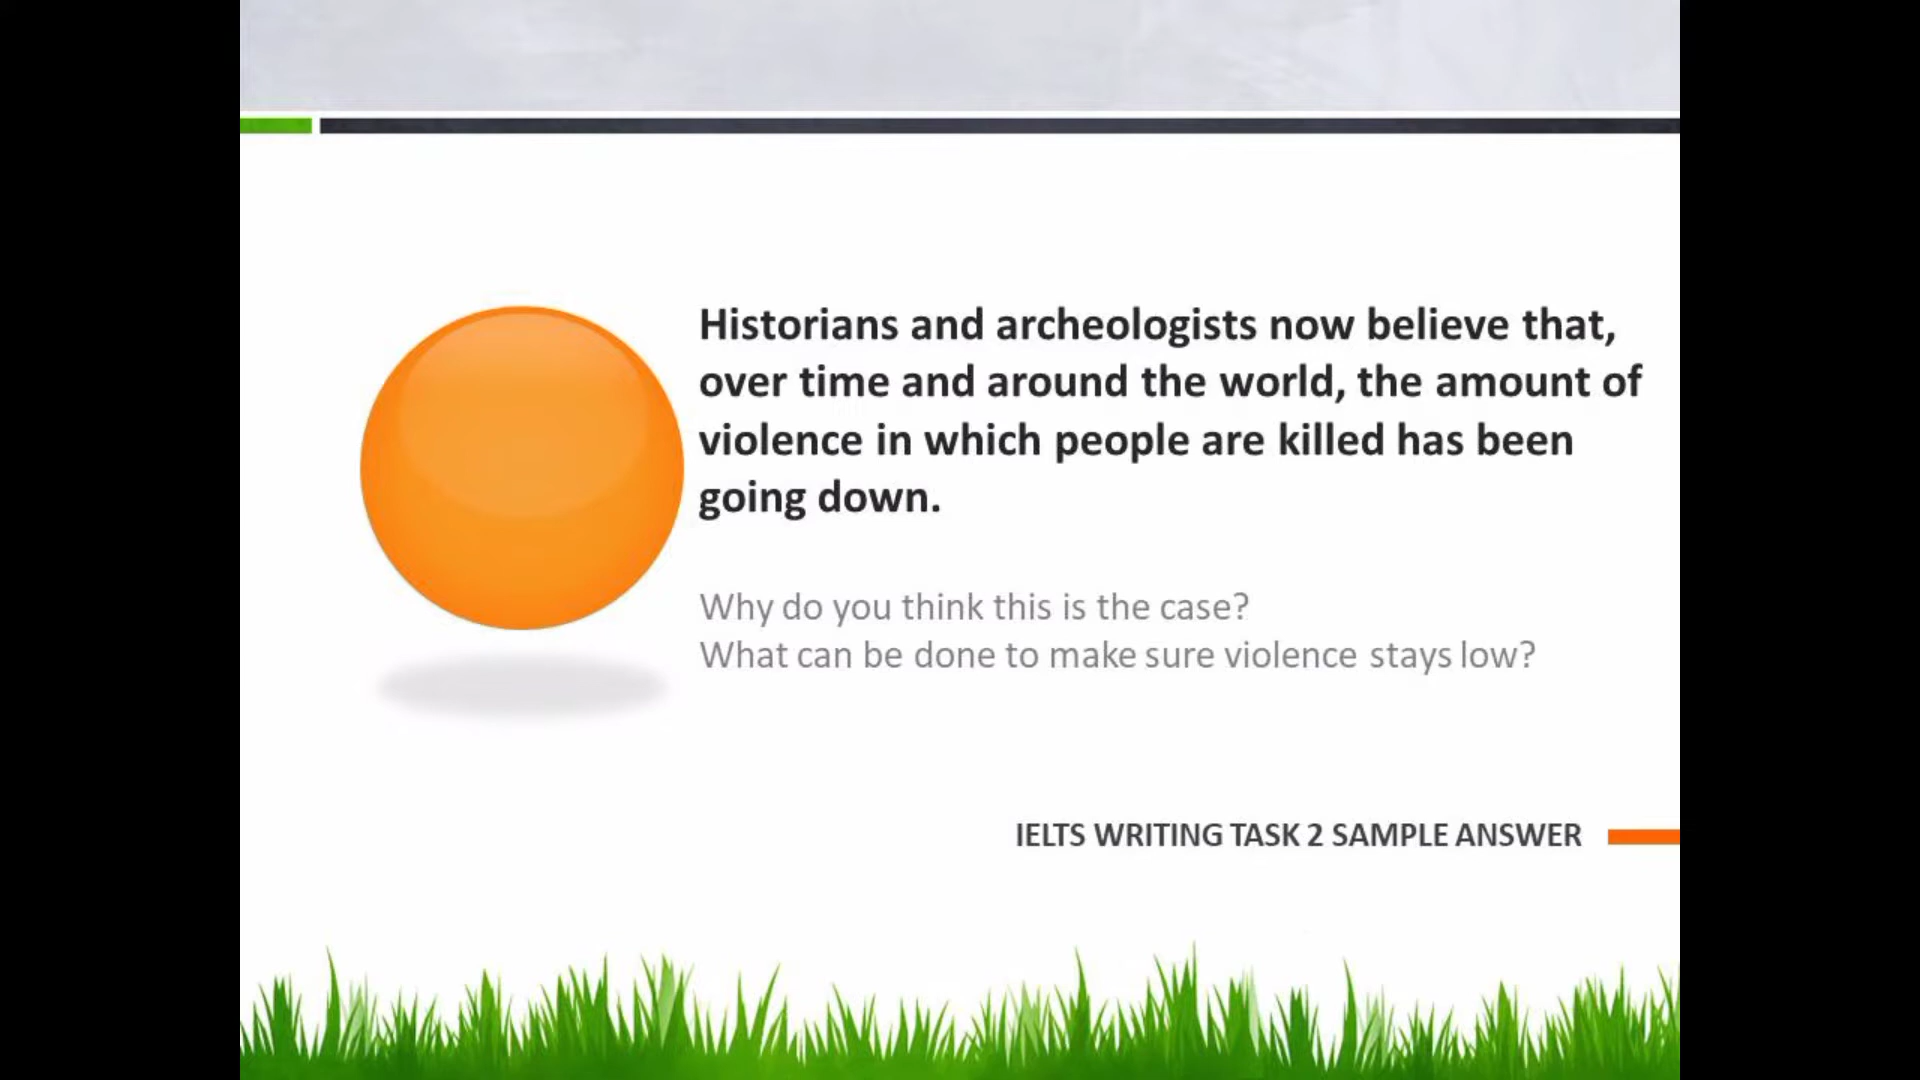 Historians and archeologists now believe that,
over time and around the world, the amount of
violence in which people are killed has been
going down.
Why do you think this is the case?
What can be done to make sure violence stays low?
IELTS WRITING TASK 2 SAMPLE ANSWER